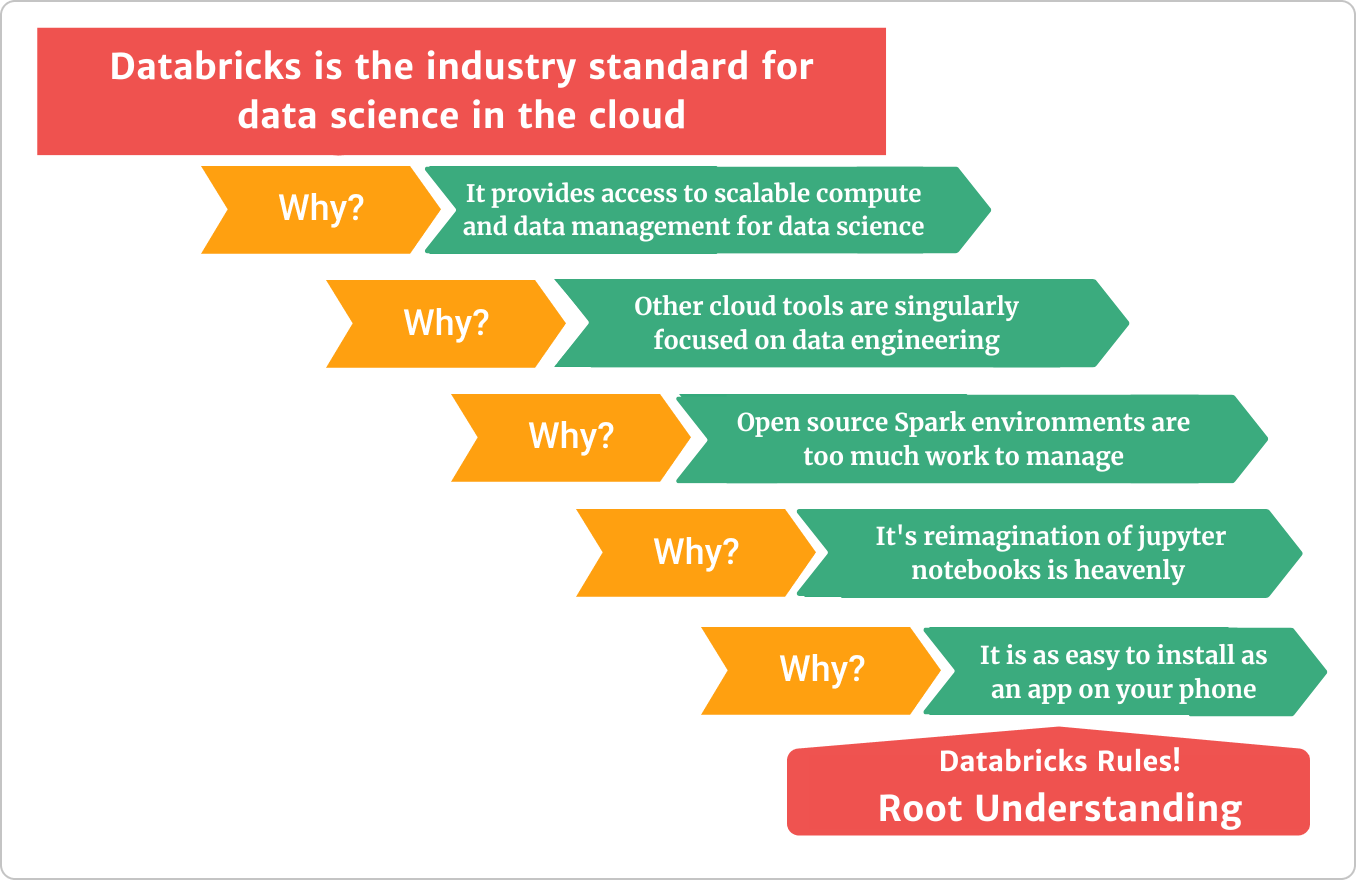 Databricks is the industry standard for
data science in the cloud
Why?
It provides access to scalable compute
and data management for data science
Why?
Other cloud tools are singularly
focused on data engineering
Why?
Open source Spark environments are
too much work to manage
Why?
It's reimagination of jupyter
notebooks is heavenly
Why?
It is as easy to install as
an app on your phone
Databricks Rules!
Root Understanding